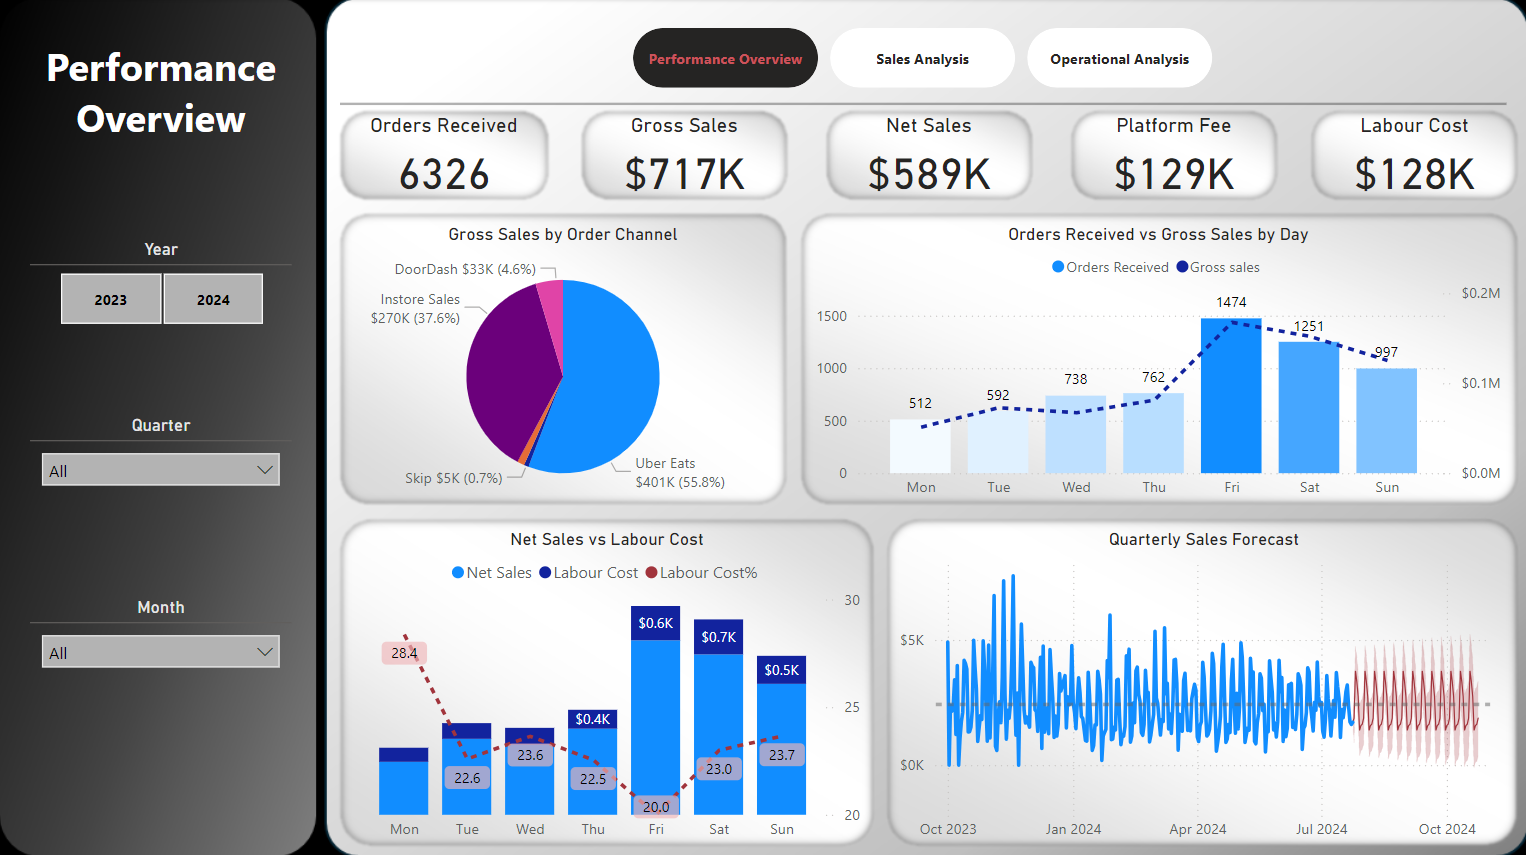 Performance
Overview
Year
2023
2024
Quarter
All
Month
All
Performance Overview
Sales Analysis
Operational Analysis
Orders Received
6326
Gross Sales
$717K
Net Sales
$589K
Platform Fee
$129K
Labour Cost
$128K
Gross Sales by Order Channel
DoorDash $33K (4.6%)
Instore Sales
$270K (37.6%)
Skip $5K (0.7%)
Uber Eats
$401K (55.8%)
Orders Received vs Gross Sales by Day
Orders Received
Gross sales
1500
1000
500
0
$0.2M
$0.1M
$0.0M
512
592
738
762
1474
1251
997
Mon
Tue
Wed
Thu
Fri
Sat
Sun
Net Sales vs Labour Cost
Net Sales
Labour Cost
Labour Cost%
30
25
20
$0.4K
$0.6K
$0.7K
$0.5K
28.4
22.6
23.6
22.5
20.0
23.0
23.7
Mon
Tue
Wed
Thu
Fri
Sat
Sun
Quarterly Sales Forecast
$5K
$0K
Oct 2023
Jan 2024
Apr 2024
Jul 2024
Oct 2024